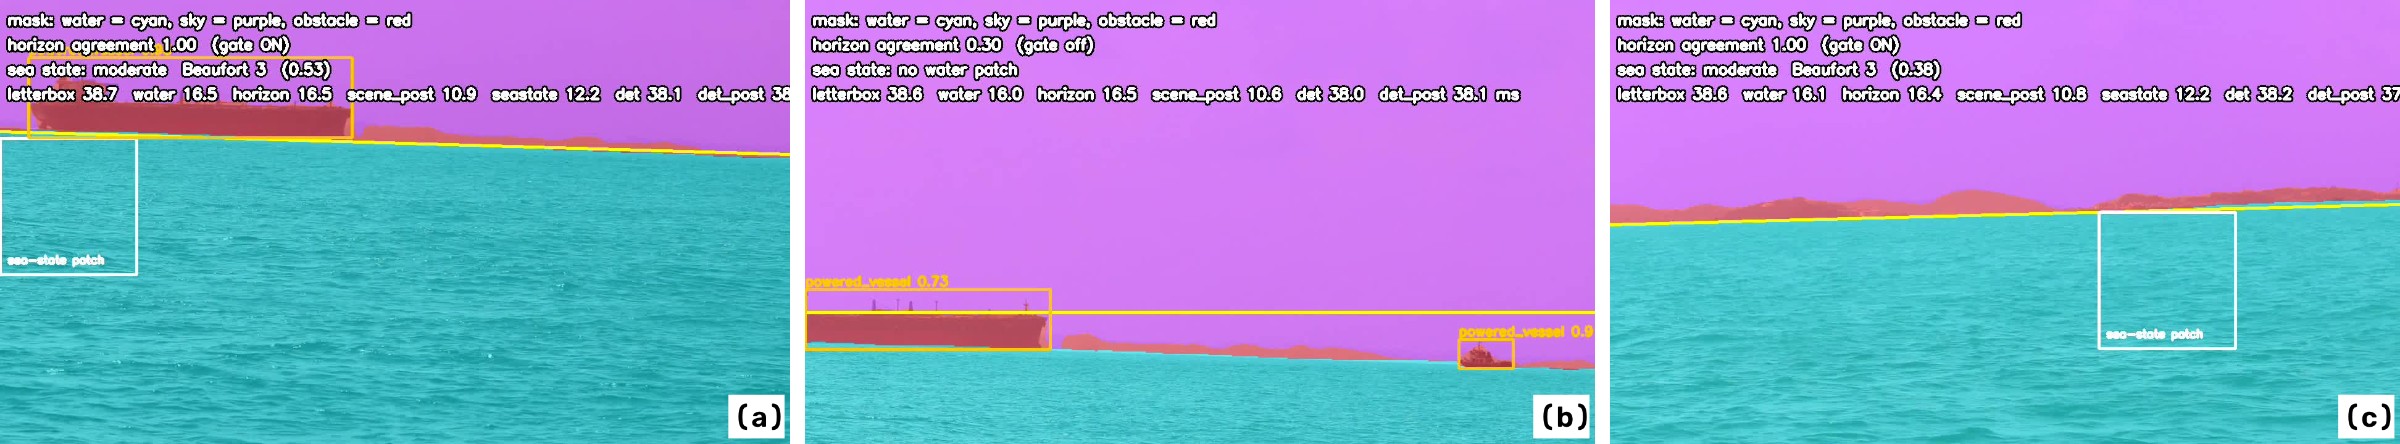 mask: water = cyan, sky = purple, obstacle = red
horizon agreement 1.00 (gate ON)
sea state: moderate Beaufort 3 (0.53)
letterbox 38.7 water 16.5 horizon 16.5 scene_post 10.9 seastate 12.2 det 38.1 det_post 38
sea-state patch
(a)
mask: water = cyan, sky = purple, obstacle = red
horizon agreement 0.30 (gate off)
sea state: no water patch
letterbox 38.6 water 16.0 horizon 16.5 scene_post 10.6 det 38.0 det_post 38.1 ms
powered_vessel 0.73
powered_vessel 0.9
(b)
mask: water = cyan, sky = purple, obstacle = red
horizon agreement 1.00 (gate ON)
sea state: moderate Beaufort 3 (0.38)
letterbox 38.6 water 16.1 horizon 16.4 scene_post 10.8 seastate 12.2 det 38.2 det_post 37
sea-state patch
(c)